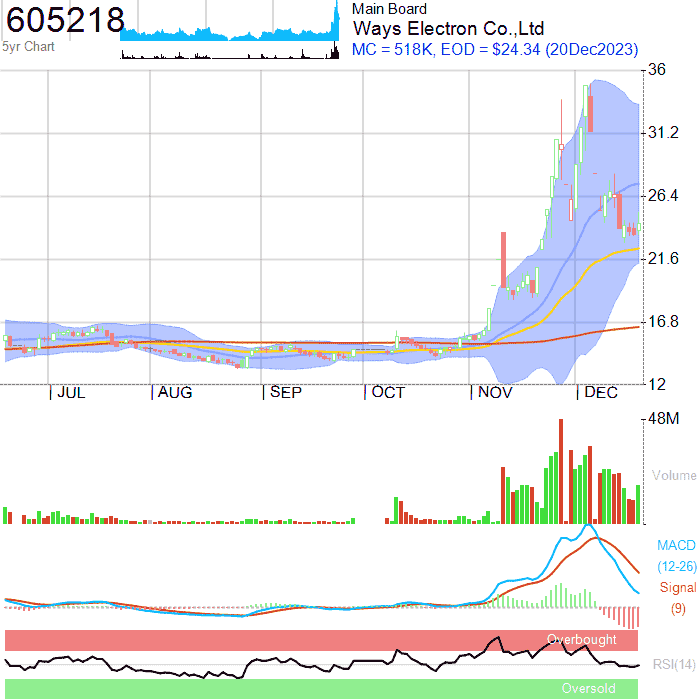 605218
5yr Chart
Main Board
Ways Electron Co.,Ltd
MC = 518K, EOD = $24.34 (20Dec2023)
36
31.2
26.4
21.6
16.8
12
JUL AUG SEP OCT NOV DEC
48M
Volume
MACD
(12-26)
Signal
(9)
Overbought
RSI(14)
Oversold